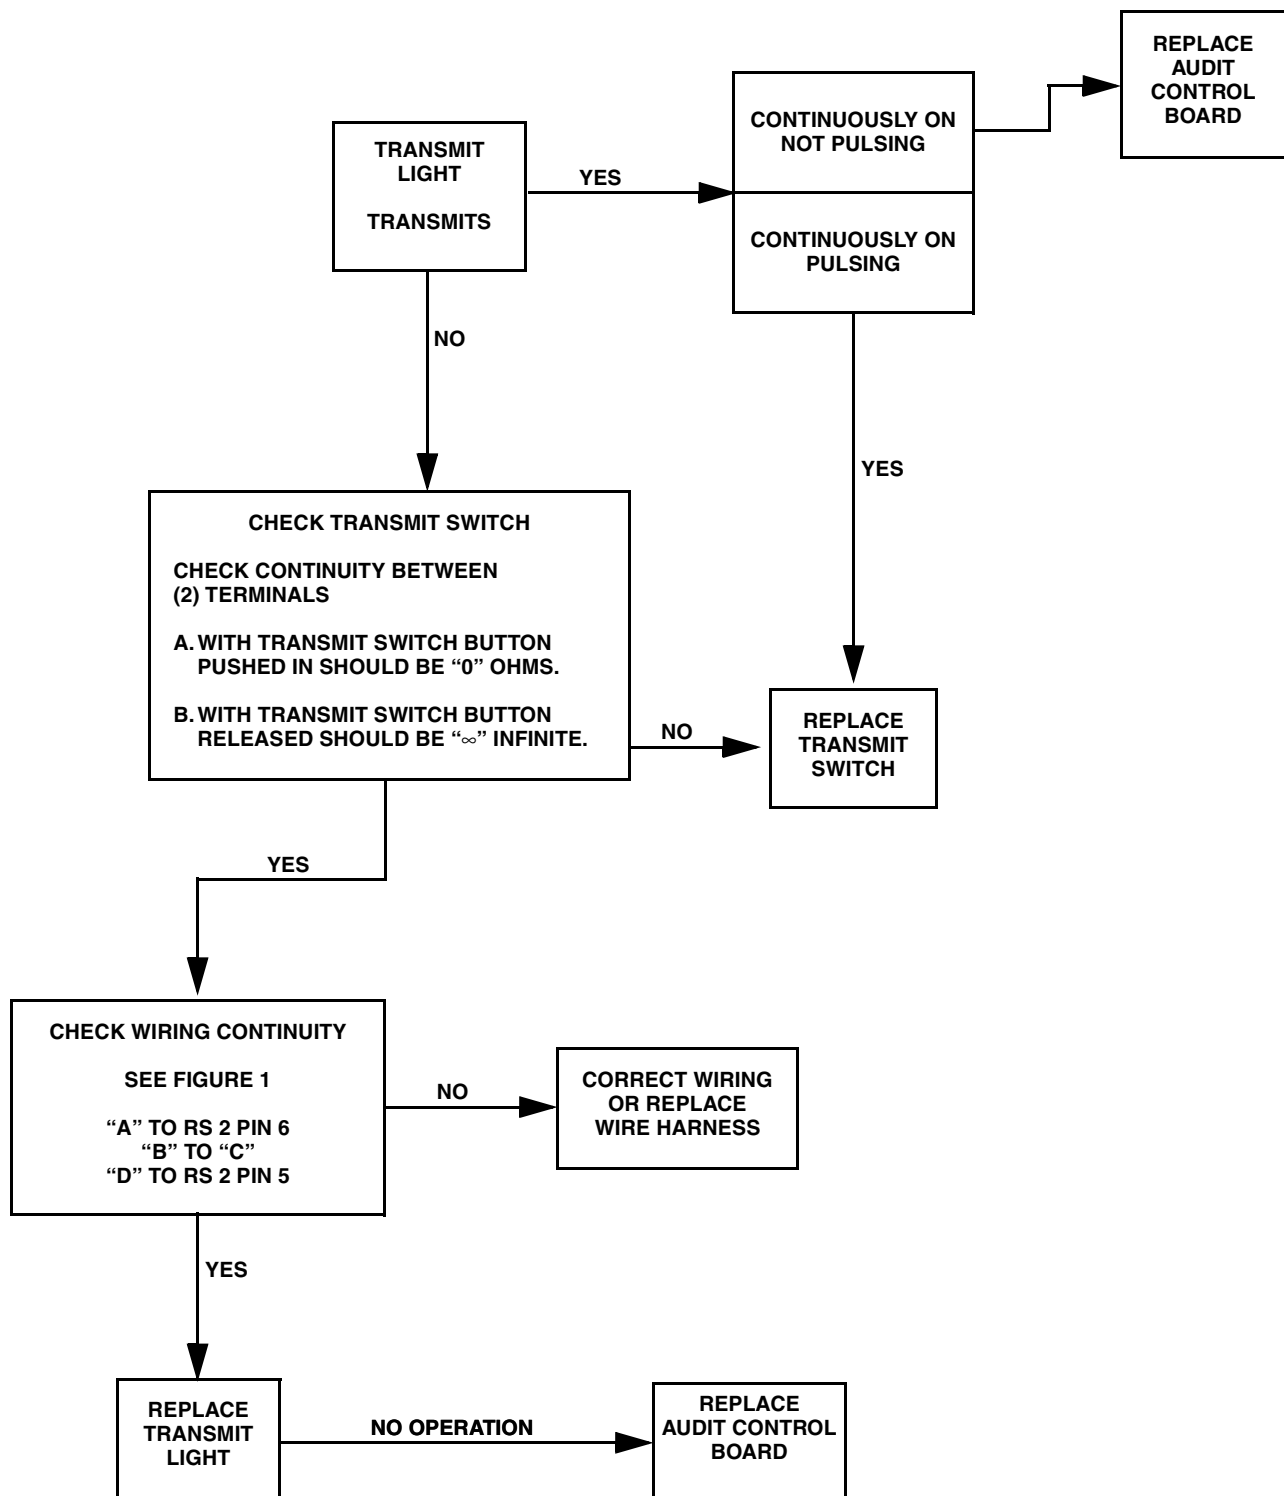 REPLACE
AUDIT
CONTROL
BOARD
CONTINUOUSLY ON
NOT PULSING
TRANSMIT
LIGHT
TRANSMITS
YES
CONTINUOUSLY ON
PULSING
NO
YES
CHECK TRANSMIT SWITCH
CHECK CONTINUITY BETWEEN
(2) TERMINALS
A. WITH TRANSMIT SWITCH BUTTON
PUSHED IN SHOULD BE “0” OHMS.
B. WITH TRANSMIT SWITCH BUTTON
RELEASED SHOULD BE “∞” INFINITE.
NO
REPLACE
TRANSMIT
SWITCH
YES
CHECK WIRING CONTINUITY
SEE FIGURE 1
“A” TO RS 2 PIN 6
“B” TO “C”
“D” TO RS 2 PIN 5
NO
CORRECT WIRING
OR REPLACE
WIRE HARNESS
YES
REPLACE
TRANSMIT
LIGHT
NO OPERATION
REPLACE
AUDIT CONTROL
BOARD